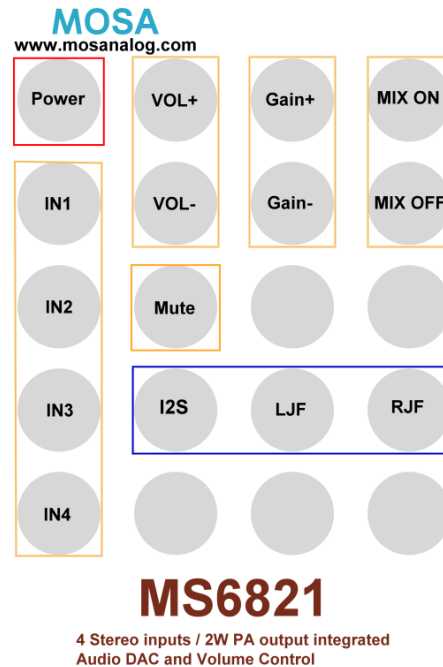 MOSA
www.mosanalog.com
Power VOL+ Gain+ MIX ON
IN1 VOL- Gain- MIX OFF
IN2 Mute
IN3 I2S LJF RJF
IN4
MS6821
4 Stereo inputs / 2W PA output integrated
Audio DAC and Volume Control